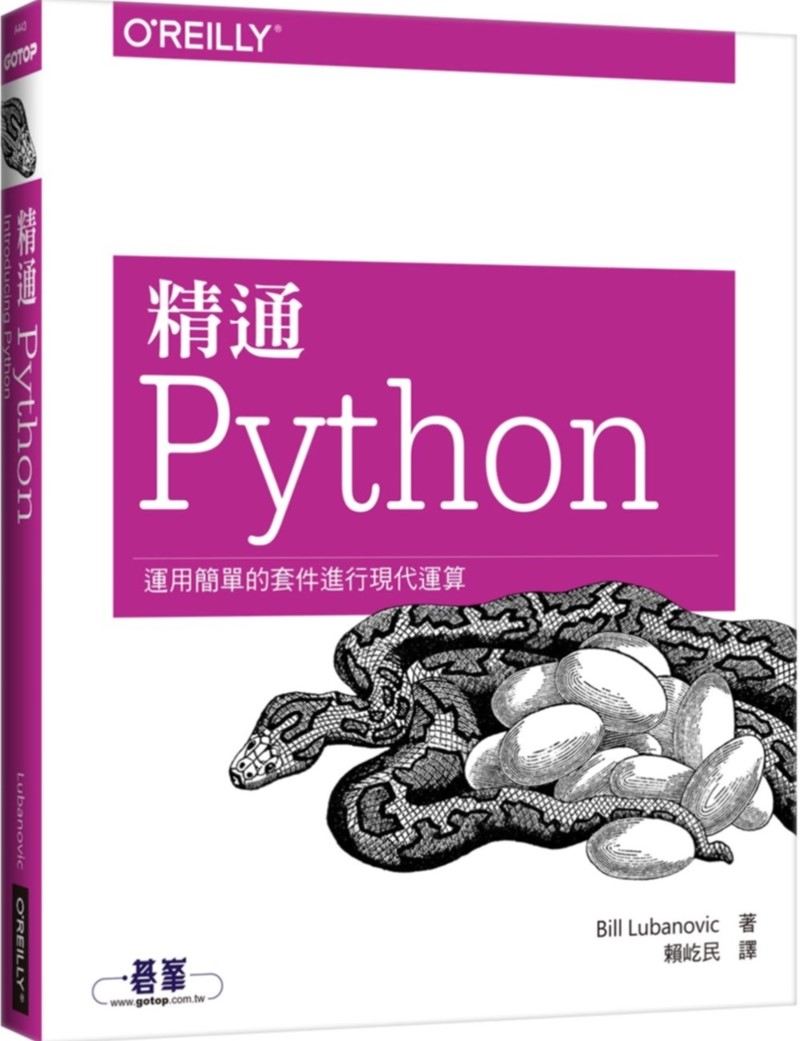 A443
GOTOP
精通 Python
Introducing Python
Lubanovic
O'REILLY®
O'REILLY®
精通
Python
運用簡單的套件進行現代運算
Bill Lubanovic 著
賴屹民 譯
碁峯
www.gotop.com.tw